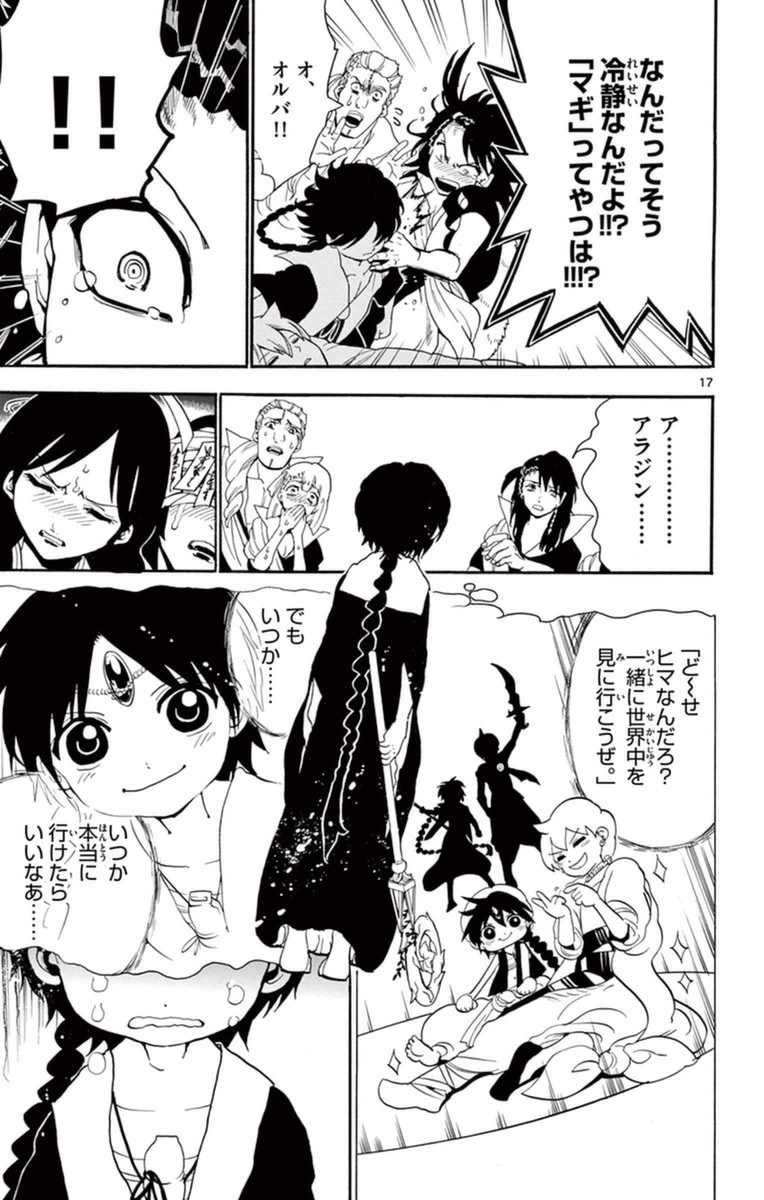 なんだってそう
冷静なんだよ!!?
「マギ」ってやつは!!!?
オ、
オルバ!!
!!
17
ア…………
アラジン……
「ど〜せ
ヒマなんだろ?
一緒に世界中を
見に行こうぜ。」
でも
いつか……
いつか
本当に
行けたら
いいなあ……